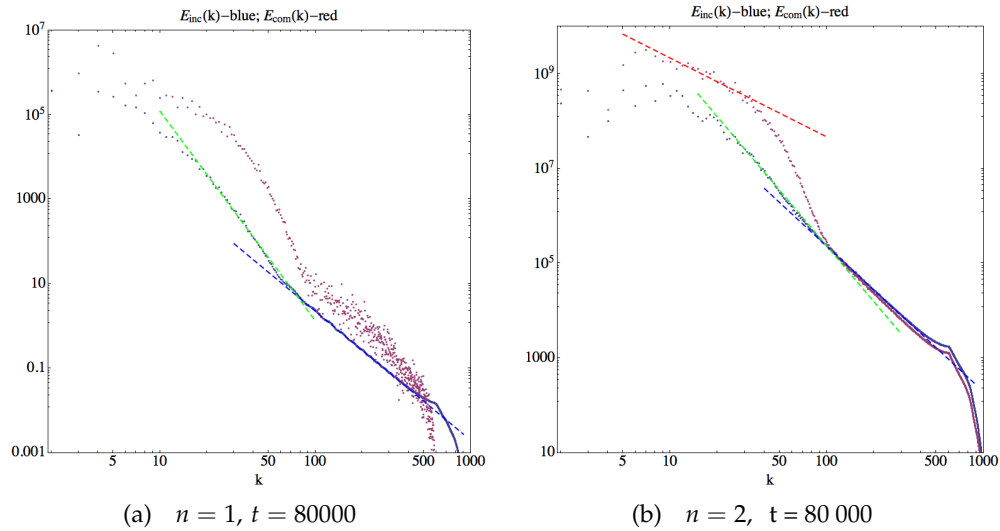 E_inc(k)−blue; E_com(k)−red
10^7
10^5
1000
10
0.1
0.001
5 10 50 100 500 1000
k
(a) n = 1, t = 80000
E_inc(k)−blue; E_com(k)−red
10^9
10^7
10^5
1000
10
5 10 50 100 500 1000
k
(b) n = 2, t = 80 000